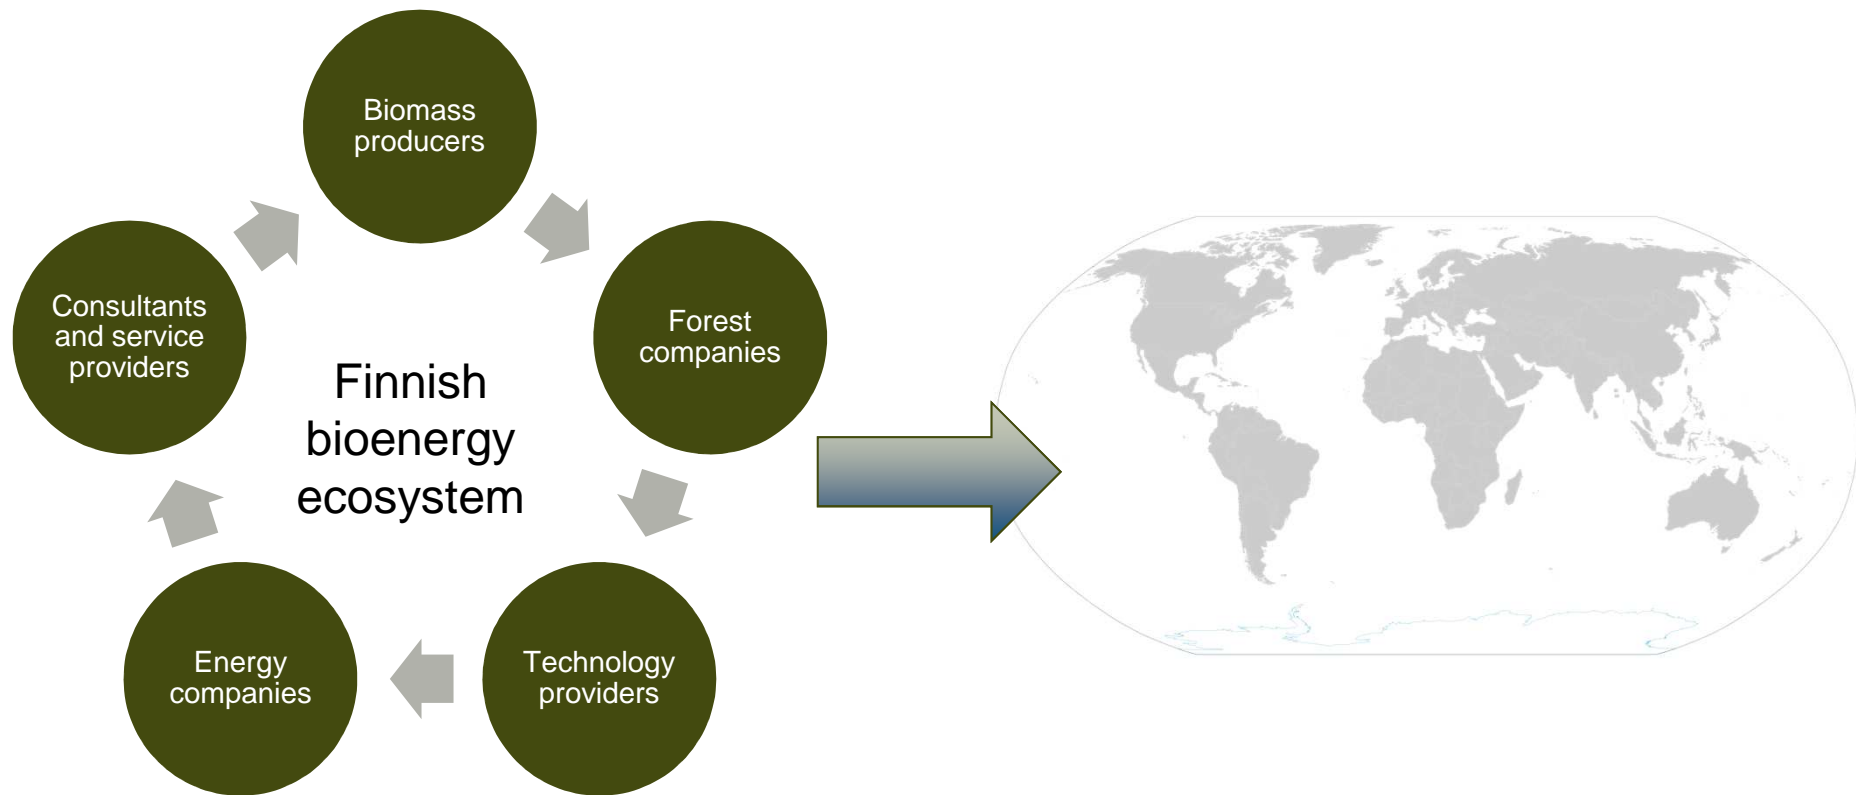 Biomass
producers
Forest
companies
Technology
providers
Energy
companies
Consultants
and service
providers
Finnish
bioenergy
ecosystem